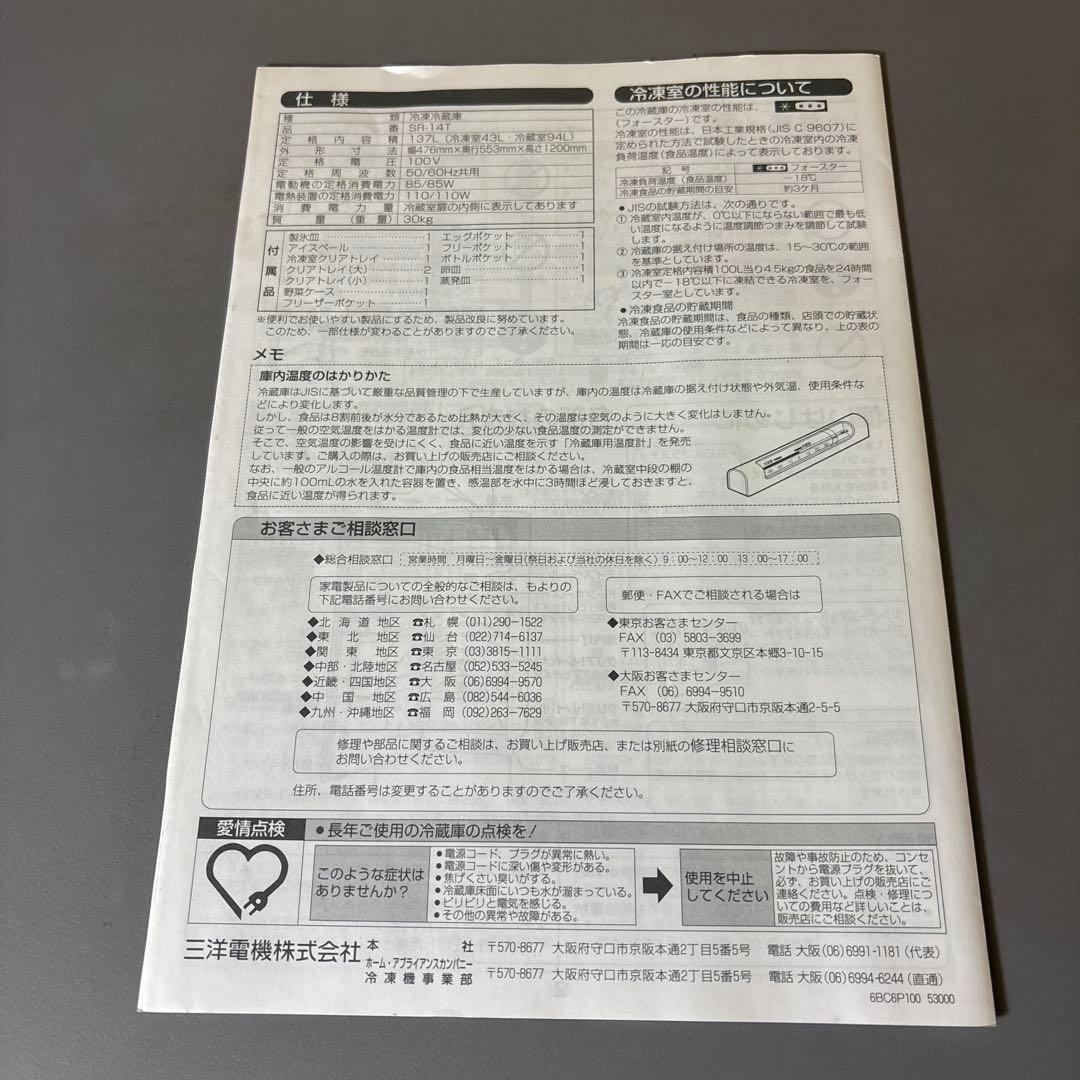 仕様
種類 冷凍冷蔵庫
品番 SR-14T
定格内容積 137L（冷凍室43L・冷蔵室94L）
外形寸法 幅476mm×奥行553mm×高さ1200mm
定格電圧 100V
定格周波数 50/60Hz共用
電動機の定格消費電力 85/85W
電熱装置の定格消費電力 110/110W
消費電力量 冷蔵室扉の内側に表示してあります
質量（重量） 30kg
付属品
製氷皿 1
アイスペール 1
冷凍室クリアトレイ 1
クリアトレイ(大) 2
クリアトレイ(小) 1
野菜ケース 1
フリーザーポケット 1
エッグポケット 1
フリーポケット 1
ボトルポケット 1
卵皿 1
蒸発皿 1
※便利でお使いやすい製品にするため、製品改良に努めています。
このため、一部仕様が変わることがありますのでご了承ください。
冷凍室の性能について
この冷蔵庫の冷凍室の性能は、
（フォースター）です。
冷凍室の性能は、日本工業規格(JIS C 9607)に
定められた方法で試験したときの冷凍室内の冷凍
負荷温度（食品温度）によって表示しております。
記号 フォースター
冷凍負荷温度（食品温度） −18℃
冷凍食品の貯蔵期間の目安 約3ケ月
●JISの試験方法は、次の通りです。
① 冷蔵室内温度が、0℃以下にならない範囲で最も低
い温度になるように温度調節つまみを調節して試験
します。
② 冷蔵庫の据え付け場所の温度は、15〜30℃の範囲
を基準としています。
③ 冷凍室定格内容積100L当り4.5kgの食品を24時間
以内で−18℃以下に凍結できる冷凍室を、フォー
スター室としています。
●冷凍食品の貯蔵期間
冷凍食品の貯蔵期間は、食品の種類、店頭での貯蔵状
態、冷蔵庫の使用条件などによって異なり、上の表の
期間は一応の目安です。
メモ
庫内温度のはかりかた
冷蔵庫はJISに基づいて厳重な品質管理の下で生産していますが、庫内の温度は冷蔵庫の据え付け状態や外気温、使用条件な
どにより変化します。
しかし、食品は8割前後が水分であるため比熱が大きく、その温度は空気のように大きく変化はしません。
従って一般の空気温度をはかる温度計では、変化の少ない食品温度の測定ができません。
そこで、空気温度の影響を受けにくく、食品に近い温度を示す「冷蔵庫用温度計」を発売
しています。ご購入の際は、お買い上げの販売店にご相談ください。
なお、一般のアルコール温度計で庫内の食品相当温度をはかる場合は、冷蔵室中段の棚の
中央に約100mLの水を入れた容器を置き、感温部を水中に3時間ほど浸しておきますと、
食品に近い温度が得られます。
お客さまご相談窓口
◆総合相談窓口 営業時間 月曜日〜金曜日(祭日および当社の休日を除く) 9：00〜12：00 13：00〜17：00
家電製品についての全般的なご相談は、もよりの
下記電話番号にお問い合わせください。
◆北海道地区 ☎札幌 (011)290-1522
◆東北地区 ☎仙台 (022)714-6137
◆関東地区 ☎東京 (03)3815-1111
◆中部・北陸地区 ☎名古屋 (052)533-5245
◆近畿・四国地区 ☎大阪 (06)6994-9570
◆中国地区 ☎広島 (082)544-6036
◆九州・沖縄地区 ☎福岡 (092)263-7629
郵便・FAXでご相談される場合は
◆東京お客さまセンター
FAX （03）5803-3699
〒113-8434 東京都文京区本郷3-10-15
◆大阪お客さまセンター
FAX （06）6994-9510
〒570-8677 大阪府守口市京阪本通2-5-5
修理や部品に関するご相談は、お買い上げ販売店、または別紙の修理相談窓口に
お問い合わせください。
住所、電話番号は変更することがありますのでご了承ください。
愛情点検
●長年ご使用の冷蔵庫の点検を！
このような症状は
ありませんか？
●電源コード、プラグが異常に熱い。
●電源コードに深い傷や変形がある。
●焦げくさい臭いがする。
●冷蔵庫床面にいつも水が溜まっている。
●ビリビリと電気を感じる。
●その他の異常や故障がある。
使用を中止
してください
故障や事故防止のため、コンセ
ントから電源プラグを抜いて、
必ず、お買い上げの販売店にご
連絡ください。点検・修理につ
いての費用など詳しいことは、
販売店にご相談ください。
三洋電機株式会社
本社 〒570-8677 大阪府守口市京阪本通2丁目5番5号 電話 大阪(06)6991-1181（代表）
ホーム・アプライアンスカンパニー
冷凍機事業部 〒570-8677 大阪府守口市京阪本通2丁目5番5号 電話 大阪(06)6994-6244（直通）
6BC6P100 53000